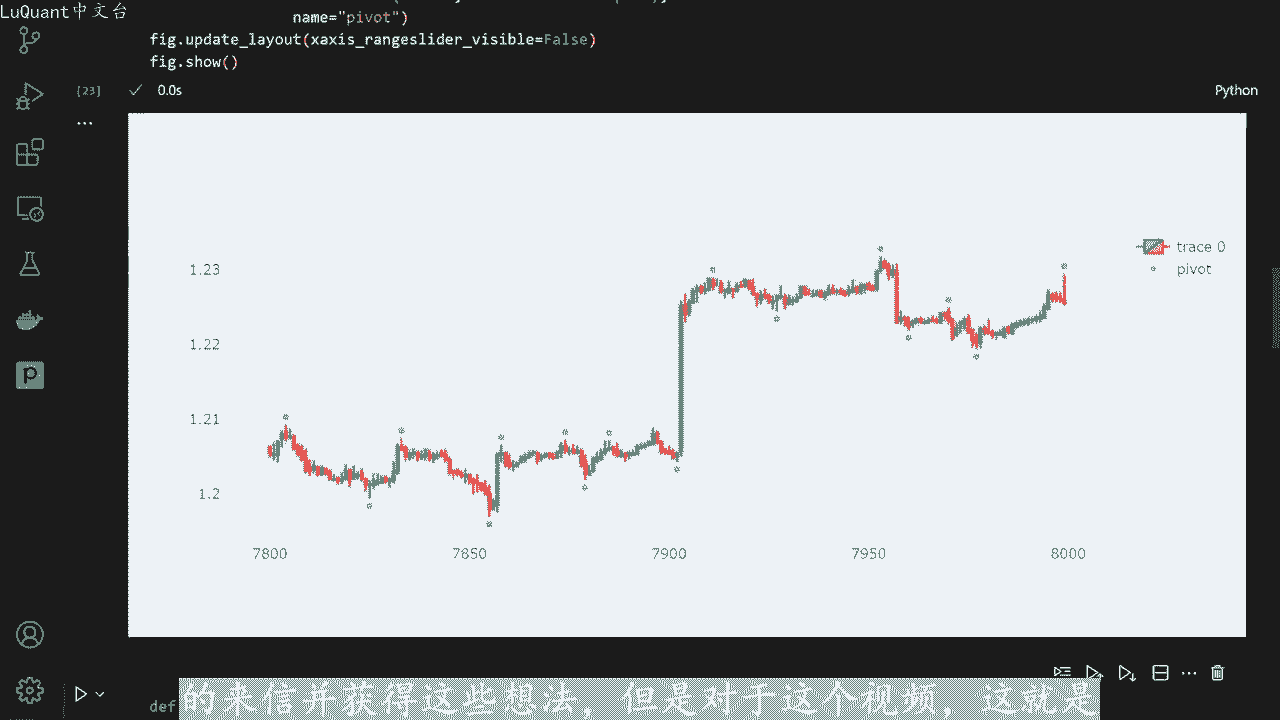 LuQuant中文台
name="pivot")
fig.update_layout(xaxis_rangeslider_visible=False)
fig.show()
[23]
0.0s
Python
...
trace 0
pivot
1.23
1.22
1.21
1.2
7800
7850
7900
7950
8000
def
的来信并获得这些想法，但是对于这个视频，这就是